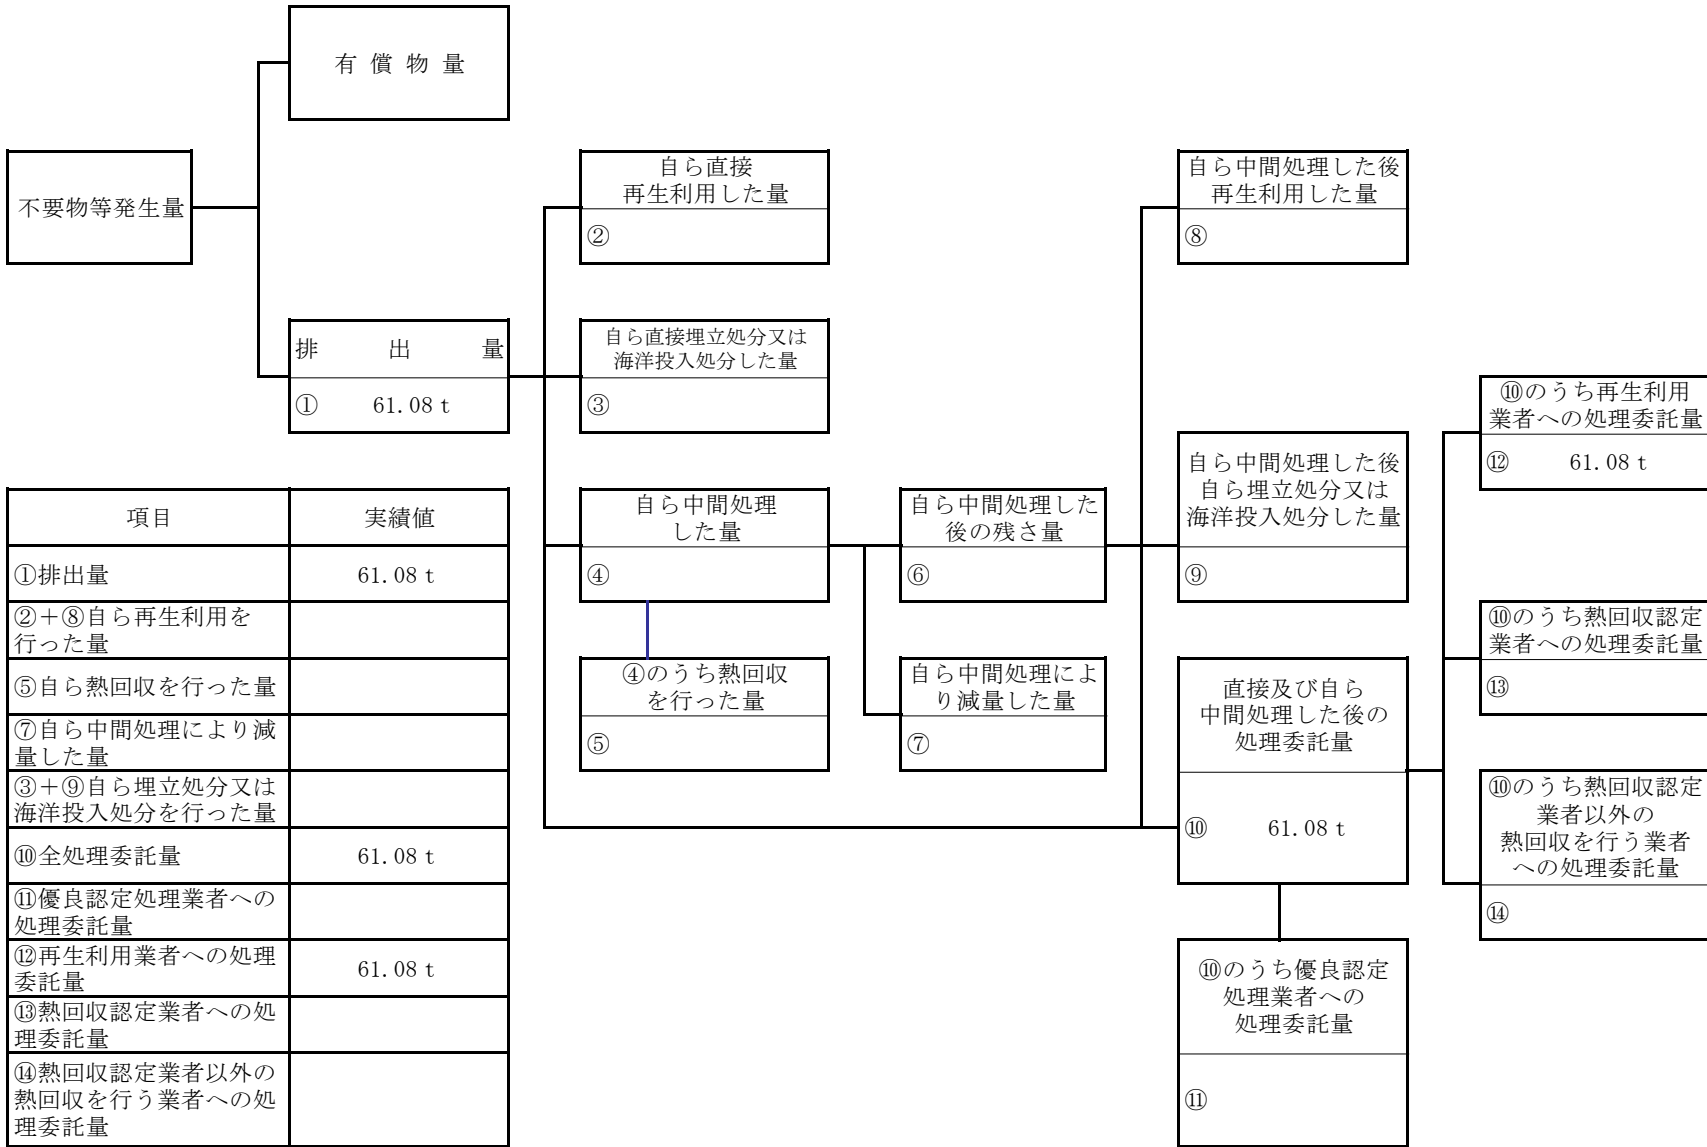 有償物量
不要物等発生量
排出量
① 61.08 t
自ら直接
再生利用した量
②
自ら直接埋立処分又は
海洋投入処分した量
③
自ら中間処理
した量
④
④のうち熱回収
を行った量
⑤
自ら中間処理した
後の残さ量
⑥
自ら中間処理によ
り減量した量
⑦
自ら中間処理した後
再生利用した量
⑧
自ら中間処理した後
自ら埋立処分又は
海洋投入処分した量
⑨
直接及び自ら
中間処理した後の
処理委託量
⑩ 61.08 t
⑩のうち優良認定
処理業者への
処理委託量
⑪
⑩のうち再生利用
業者への処理委託量
⑫ 61.08 t
⑩のうち熱回収認定
業者への処理委託量
⑬
⑩のうち熱回収認定
業者以外の
熱回収を行う業者
への処理委託量
⑭
項目 実績値
①排出量 61.08 t
②+⑧自ら再生利用を
行った量
⑤自ら熱回収を行った量
⑦自ら中間処理により減
量した量
③+⑨自ら埋立処分又は
海洋投入処分を行った量
⑩全処理委託量 61.08 t
⑪優良認定処理業者への
処理委託量
⑫再生利用業者への処理
委託量 61.08 t
⑬熱回収認定業者への処
理委託量
⑭熱回収認定業者以外の
熱回収を行う業者への処
理委託量